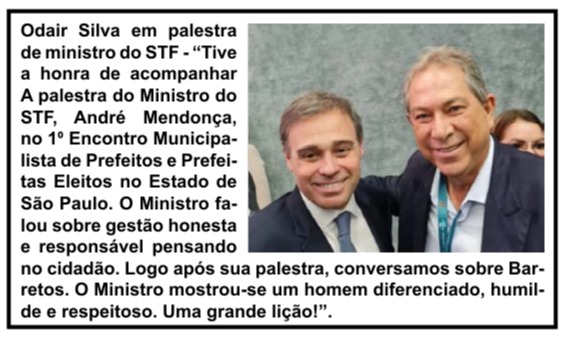 Odair Silva em palestra
de ministro do STF - “Tive
a honra de acompanhar
A palestra do Ministro do
STF, André Mendonça,
no 1º Encontro Municipa-
lista de Prefeitos e Prefei-
tas Eleitos no Estado de
São Paulo. O Ministro fa-
lou sobre gestão honesta
e responsável pensando
no cidadão. Logo após sua palestra, conversamos sobre Bar-
retos. O Ministro mostrou-se um homem diferenciado, humil-
de e respeitoso. Uma grande lição!”.